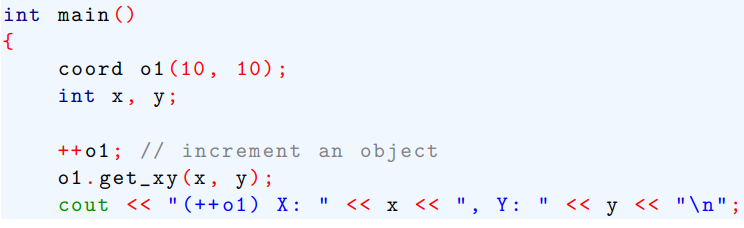 int main()
{
coord o1(10, 10);
int x, y;
++o1; // increment an object
o1.get_xy(x, y);
cout << "(++o1) X: " << x << ", Y: " << y << "\n";